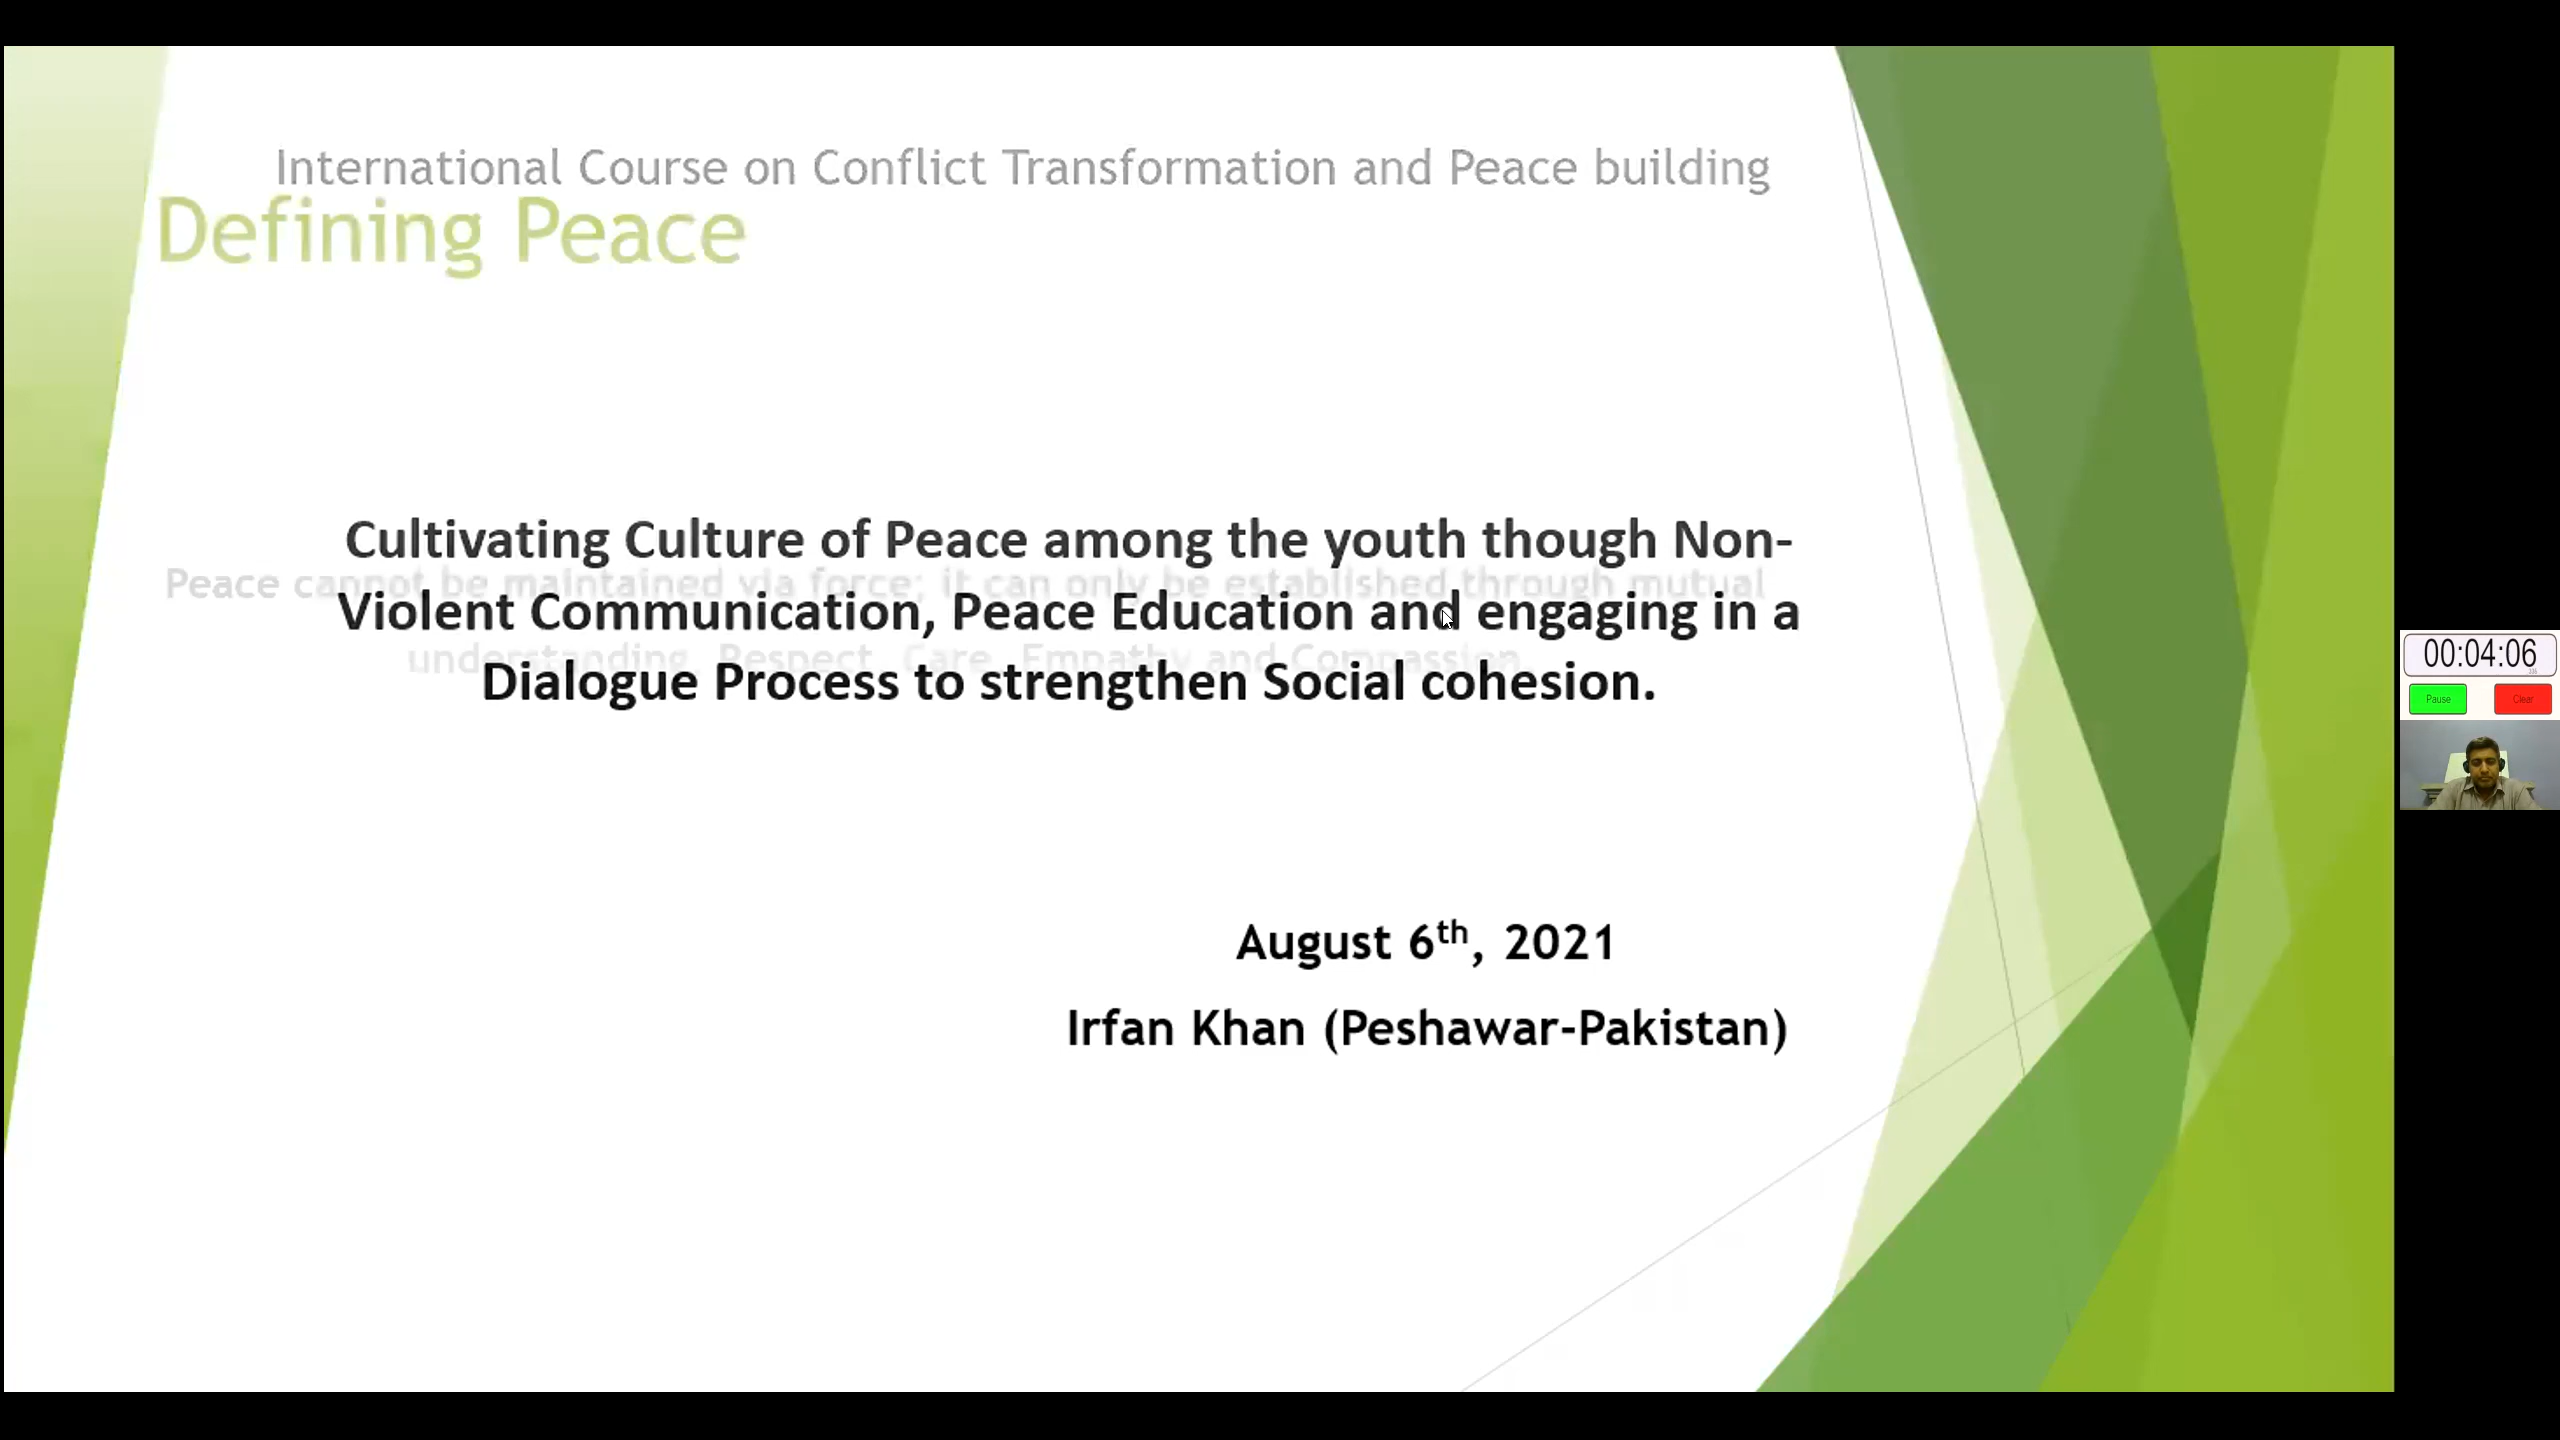 International Course on Conflict Transformation and Peace building
Defining Peace
Cultivating Culture of Peace among the youth though Non-
Peace cannot be maintained via force; it can only be established through mutual
Violent Communication, Peace Education and engaging in a
understanding, Respect, Care, Empathy and Compassion.
Dialogue Process to strengthen Social cohesion.
August 6th, 2021
Irfan Khan (Peshawar-Pakistan)
00:04:06
Pause Clear